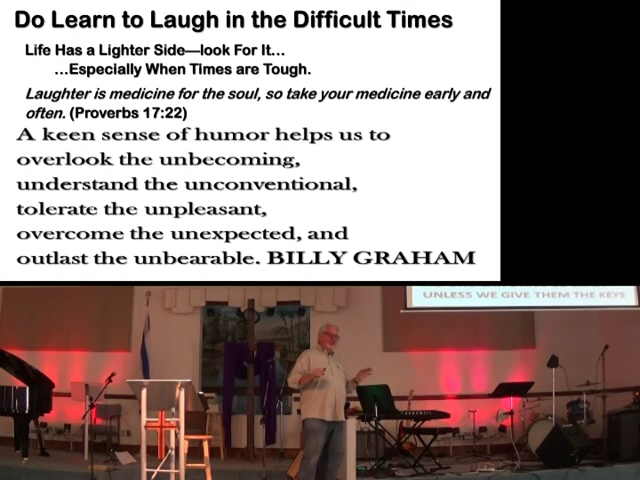 Do Learn to Laugh in the Difficult Times
Life Has a Lighter Side—look For It…
…Especially When Times are Tough.
Laughter is medicine for the soul, so take your medicine early and
often. (Proverbs 17:22)
A keen sense of humor helps us to
overlook the unbecoming,
understand the unconventional,
tolerate the unpleasant,
overcome the unexpected, and
outlast the unbearable. BILLY GRAHAM
UNLESS WE GIVE THEM THE KEYS